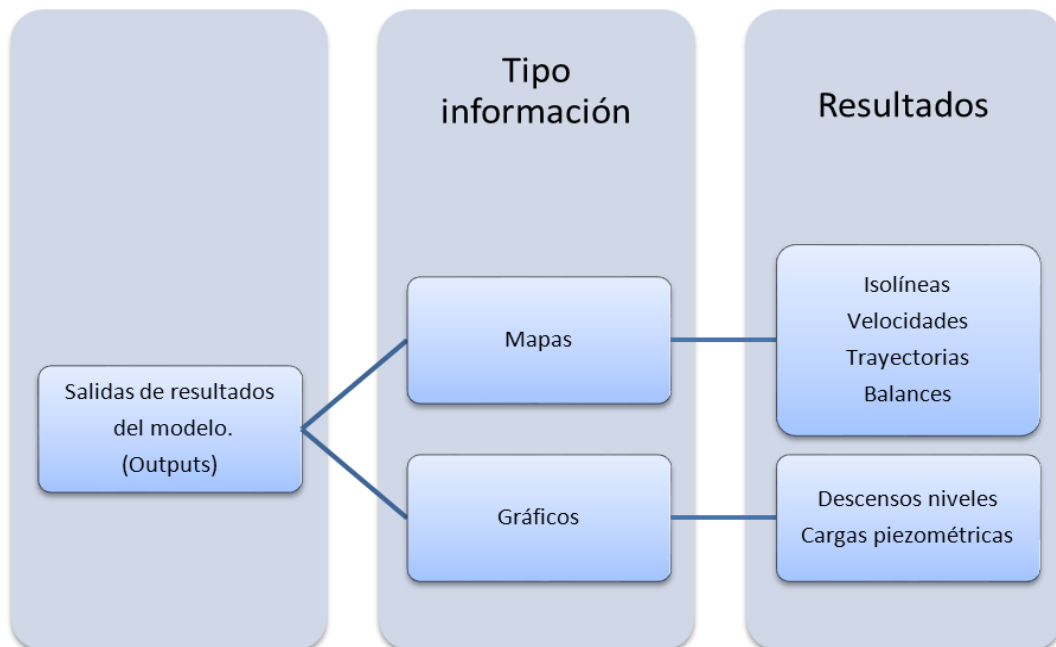 Tipo
información
Resultados
Salidas de resultados
del modelo.
(Outputs)
Mapas
Isolíneas
Velocidades
Trayectorias
Balances
Gráficos
Descensos niveles
Cargas piezométricas